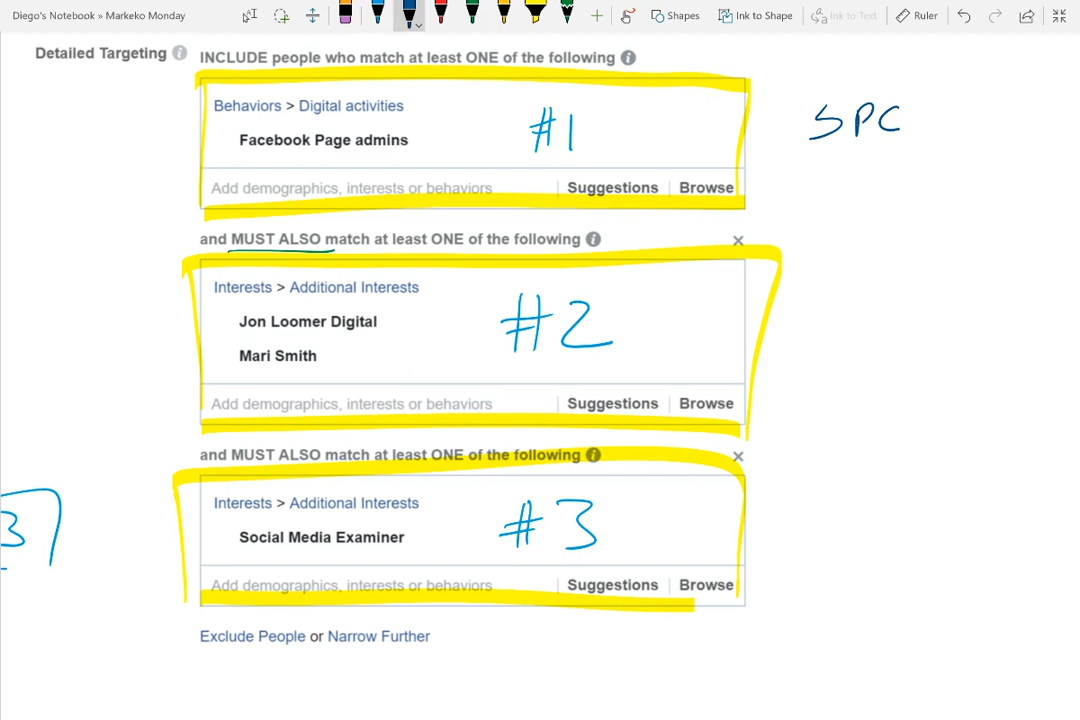 Diego's Notebook » Markeko Monday
Shapes
Ink to Shape
Ink to Text
Ruler
Detailed Targeting
INCLUDE people who match at least ONE of the following
Behaviors > Digital activities
Facebook Page admins
#1
SPC
Add demographics, interests or behaviors | Suggestions | Browse
and MUST ALSO match at least ONE of the following
Interests > Additional Interests
Jon Loomer Digital
Mari Smith
#2
Add demographics, interests or behaviors | Suggestions | Browse
and MUST ALSO match at least ONE of the following
Interests > Additional Interests
Social Media Examiner
#3
3
Add demographics, interests or behaviors | Suggestions | Browse
Exclude People or Narrow Further